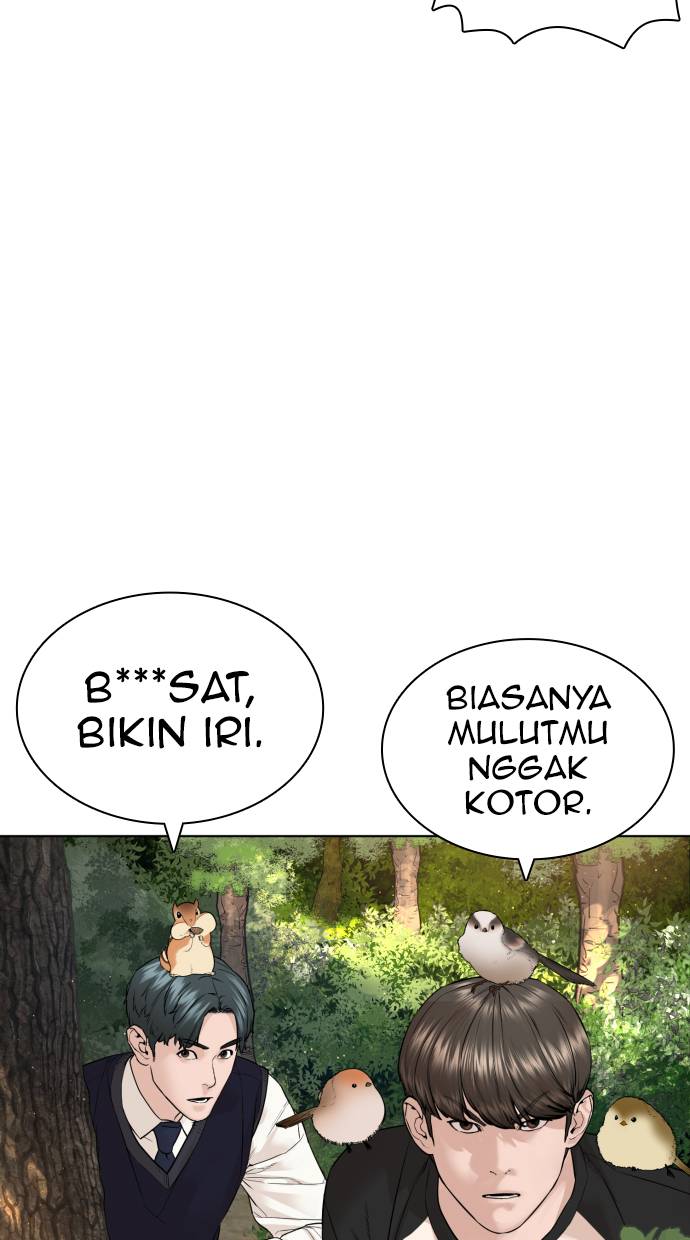 B***SAT,
BIKIN IRI.
BIASANYA
MULUTMU
NGGAK
KOTOR.